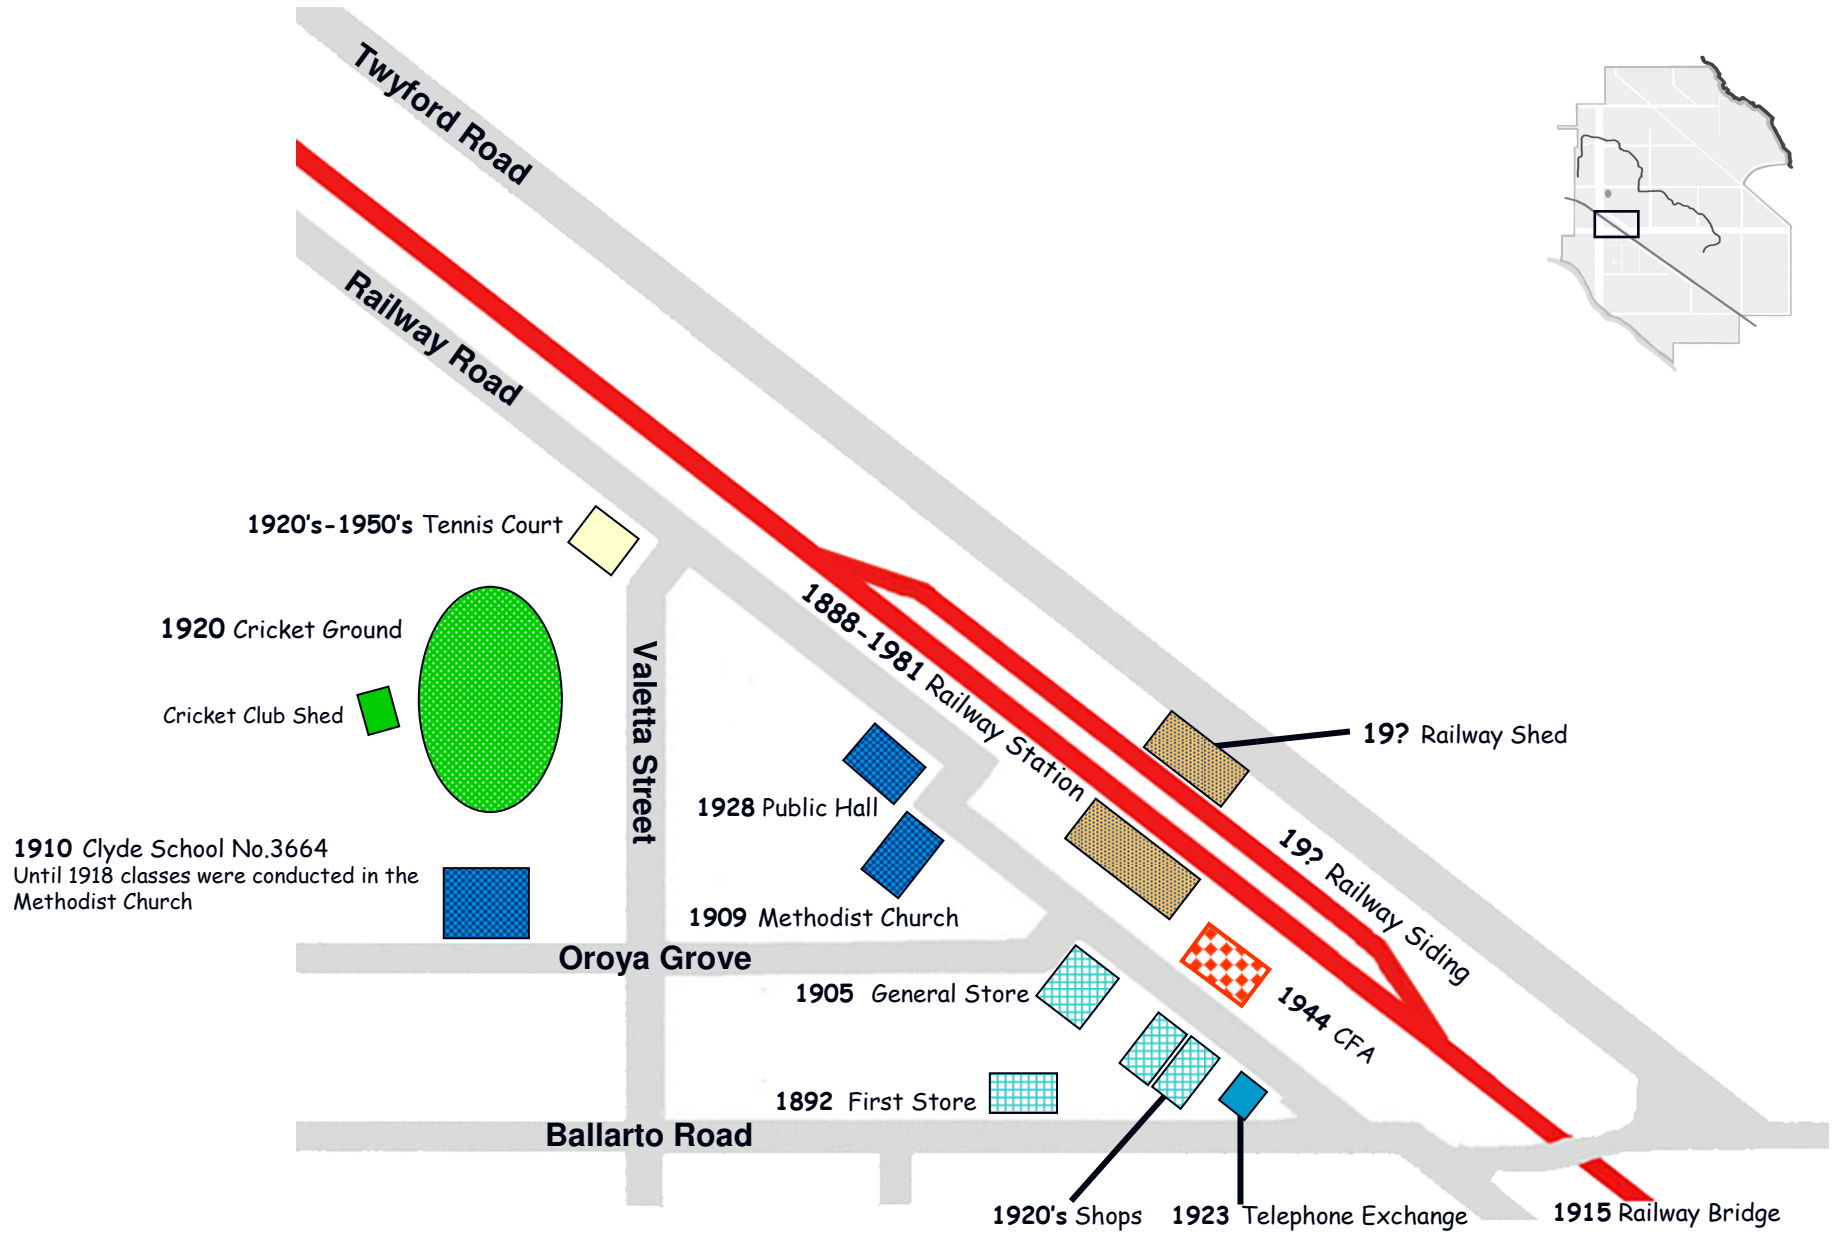 Twyford Road
Railway Road
1920's-1950's Tennis Court
1920 Cricket Ground
Cricket Club Shed
Valetta Street
1888-1981 Railway Station
19? Railway Shed
1928 Public Hall
19? Railway Siding
1910 Clyde School No.3664
Until 1918 classes were conducted in the
Methodist Church
1909 Methodist Church
Oroya Grove
1905 General Store
1944 CFA
1892 First Store
Ballarto Road
1920's Shops
1923 Telephone Exchange
1915 Railway Bridge